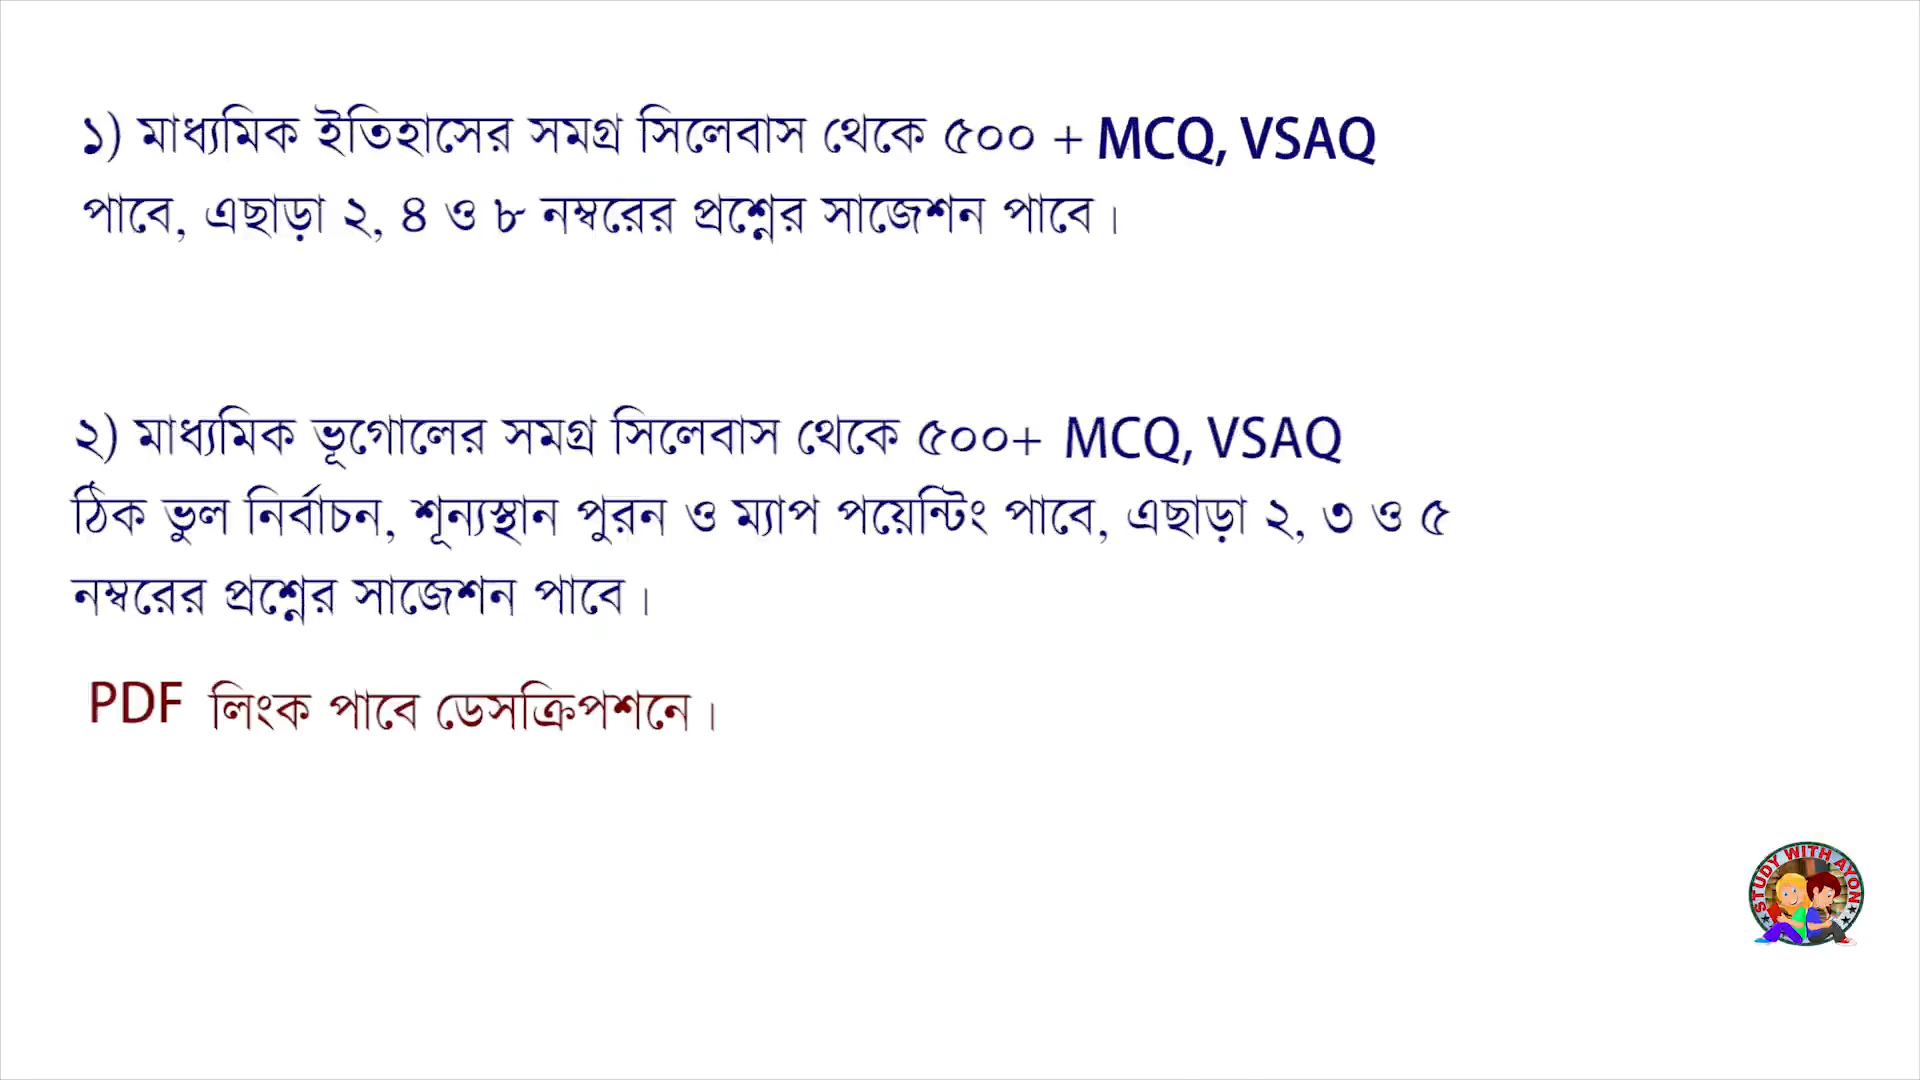 ১) মাধ্যমিক ইতিহাসের সমগ্র সিলেবাস থেকে ৫০০ + MCQ, VSAQ
পাবে, এছাড়া ২, ৪ ও ৮ নম্বরের প্রশ্নের সাজেশন পাবে।
২) মাধ্যমিক ভূগোলের সমগ্র সিলেবাস থেকে ৫০০+ MCQ, VSAQ
ঠিক ভুল নির্বাচন, শূন্যস্থান পুরন ও ম্যাপ পয়েন্টিং পাবে, এছাড়া ২, ৩ ও ৫
নম্বরের প্রশ্নের সাজেশন পাবে।
PDF লিংক পাবে ডেসক্রিপশনে।
STUDY WITH AYON